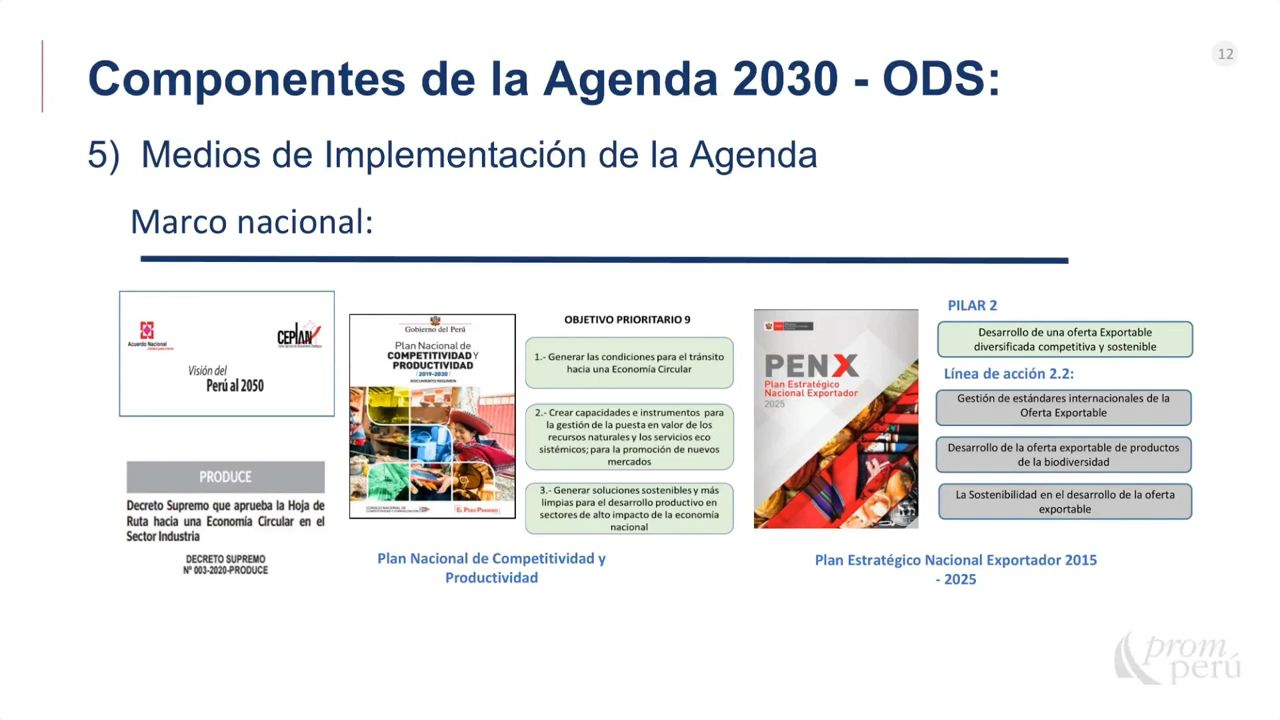 12
Componentes de la Agenda 2030 - ODS:
5) Medios de Implementación de la Agenda
Marco nacional:
Acuerdo Nacional
CEPLAN
Visión del
Perú al 2050
PRODUCE
Decreto Supremo que aprueba la Hoja de
Ruta hacia una Economía Circular en el
Sector Industria
DECRETO SUPREMO
Nº 003-2020-PRODUCE
Gobierno del Perú
Plan Nacional de
COMPETITIVIDAD Y
PRODUCTIVIDAD
2019-2030
DOCUMENTO RESUMEN
EL PERÚ PRIMERO
Plan Nacional de Competitividad y
Productividad
OBJETIVO PRIORITARIO 9
1.- Generar las condiciones para el tránsito
hacia una Economía Circular
2.- Crear capacidades e instrumentos para
la gestión de la puesta en valor de los
recursos naturales y los servicios eco
sistémicos; para la promoción de nuevos
mercados
3.- Generar soluciones sostenibles y más
limpias para el desarrollo productivo en
sectores de alto impacto de la economía
nacional
PENX
Plan Estratégico
Nacional Exportador
2025
Plan Estratégico Nacional Exportador 2015
- 2025
PILAR 2
Desarrollo de una oferta Exportable
diversificada competitiva y sostenible
Línea de acción 2.2:
Gestión de estándares internacionales de la
Oferta Exportable
Desarrollo de la oferta exportable de productos
de la biodiversidad
La Sostenibilidad en el desarrollo de la oferta
exportable
prom
perú